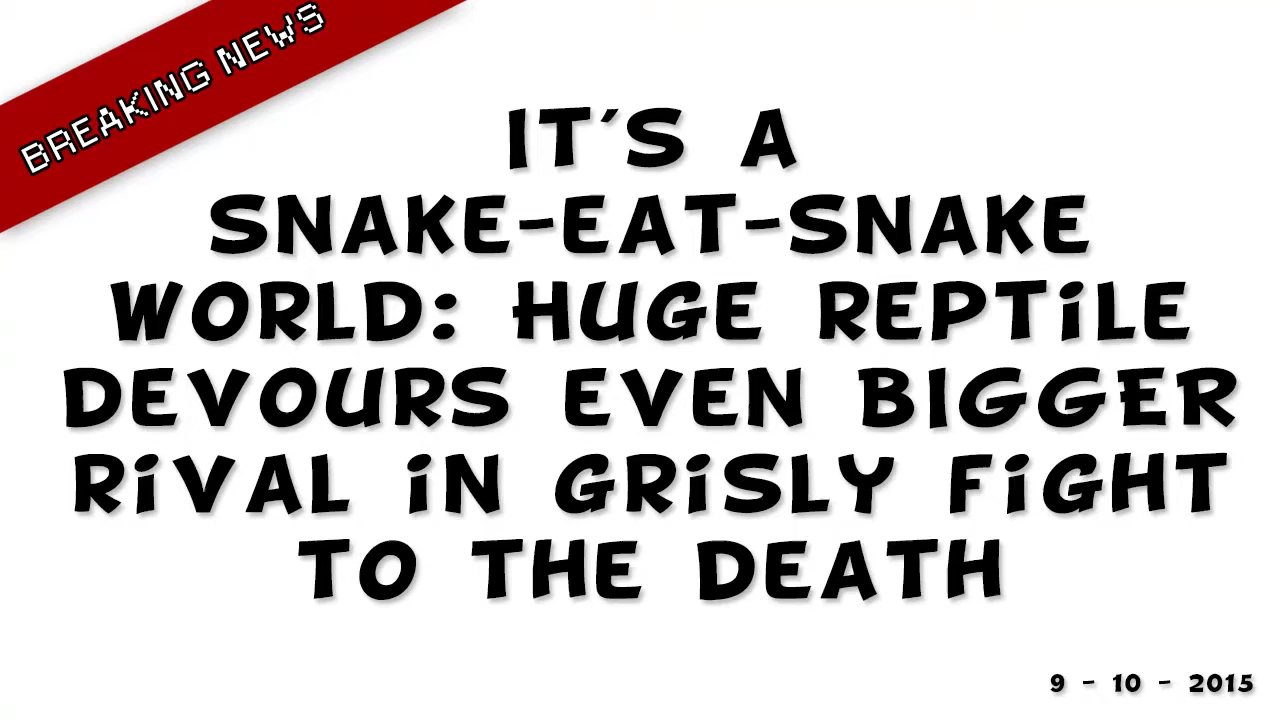 BREAKING NEWS
IT'S A
SNAKE-EAT-SNAKE
WORLD: HUGE REPTiLE
DEVOURS EVEN BIGGER
RiVAL iN GRiSLY FiGHT
TO THE DEATH
9 - 10 - 2015